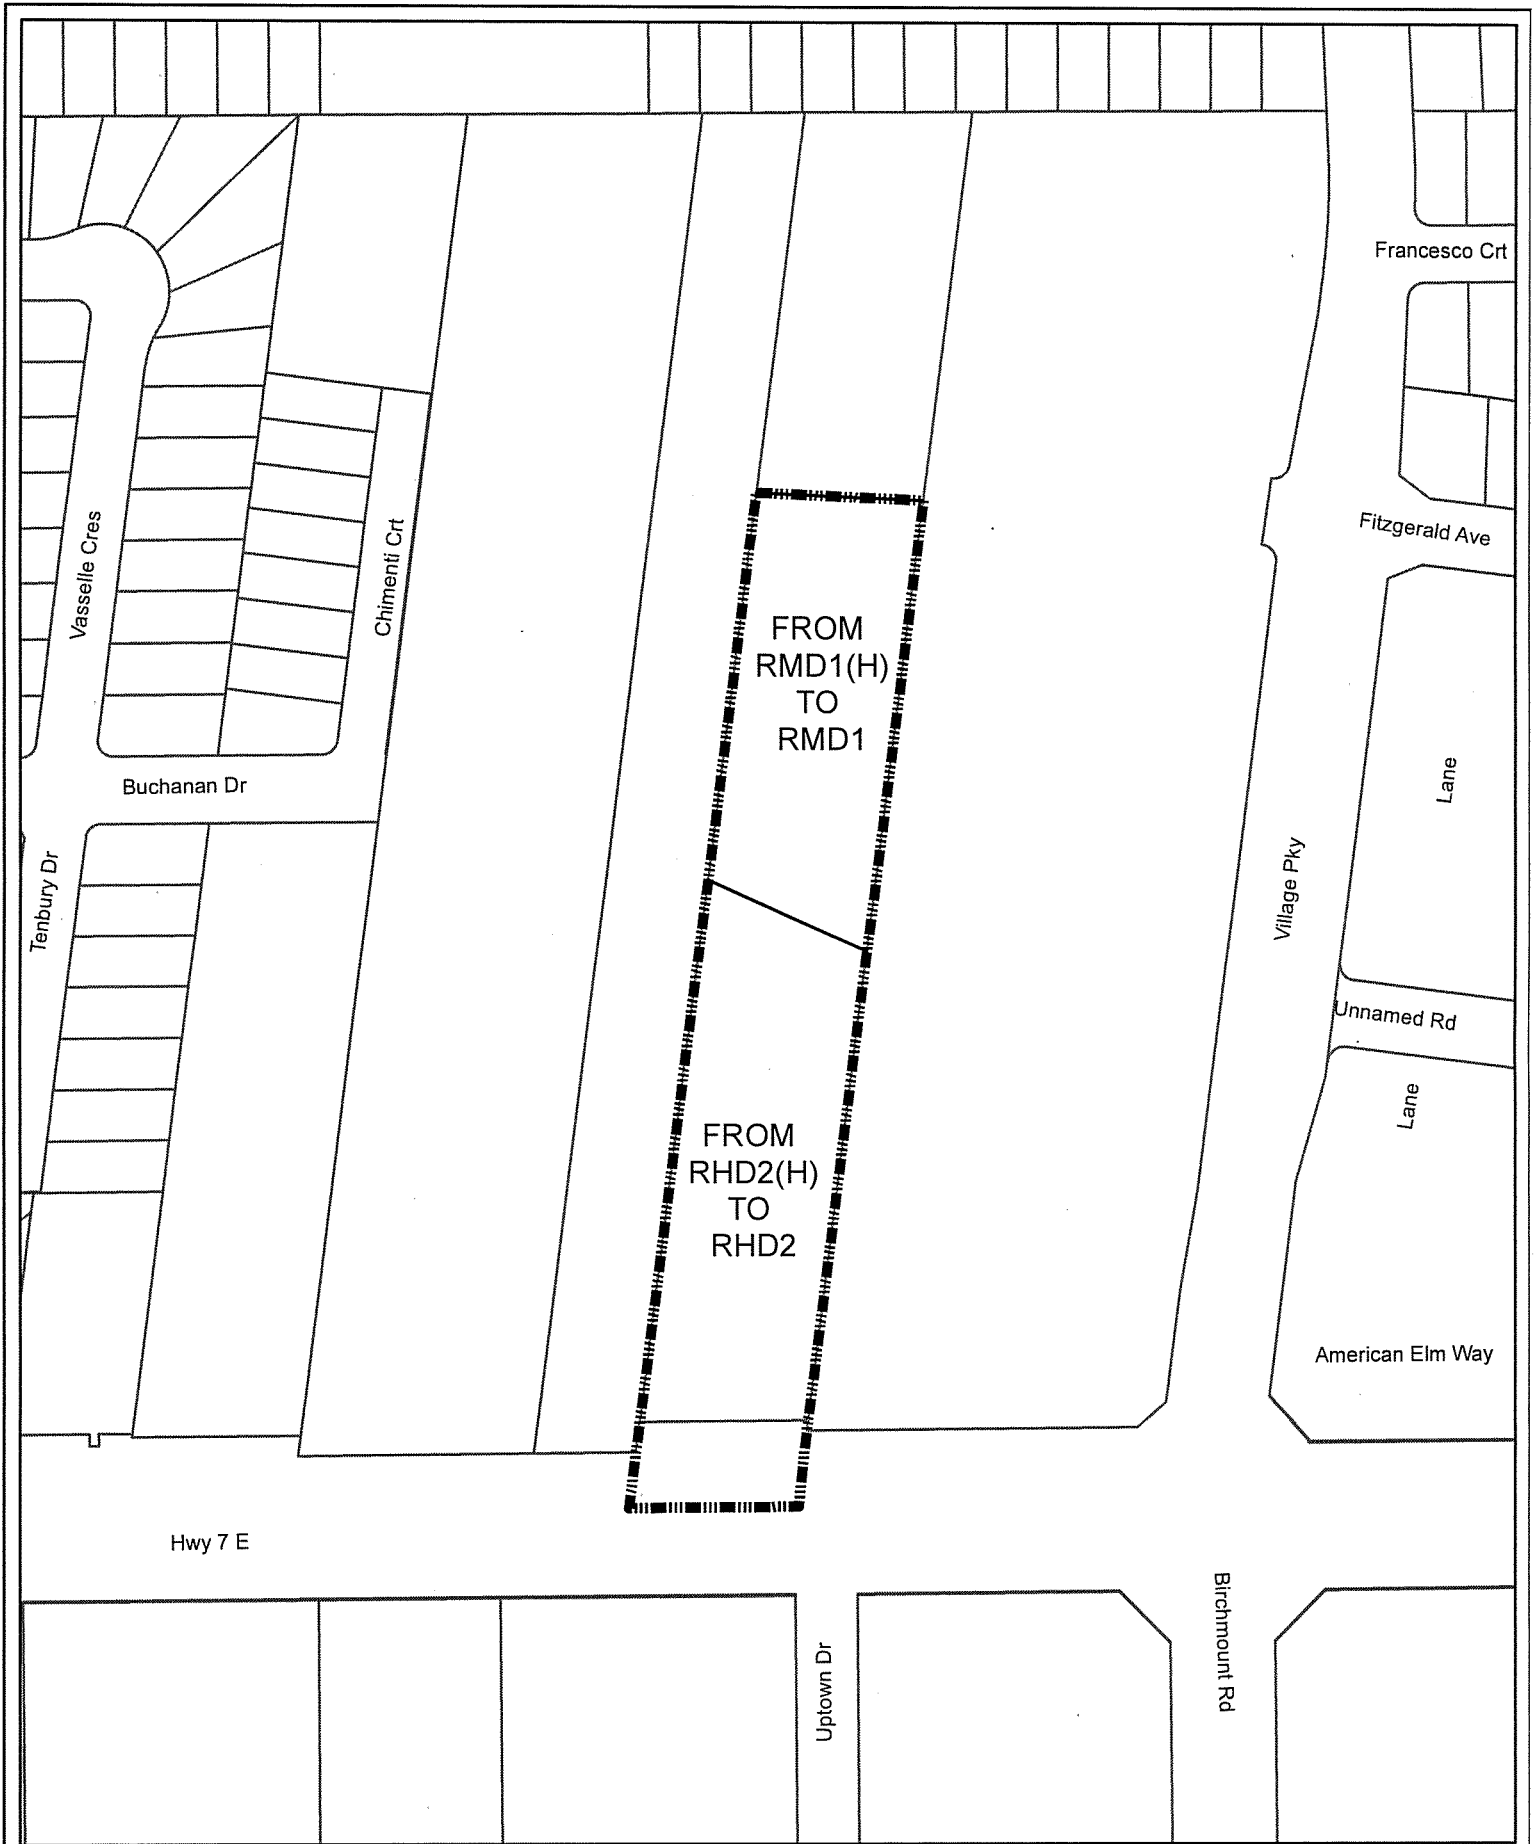 Francesco Crt
Fitzgerald Ave
Vasselle Cres
Chimenti Crt
FROM
RMD1(H)
TO
RMD1
Buchanan Dr
Lane
Village Pky
Tenbury Dr
Unnamed Rd
Lane
FROM
RHD2(H)
TO
RHD2
American Elm Way
Hwy 7 E
Birchmount Rd
Uptown Dr